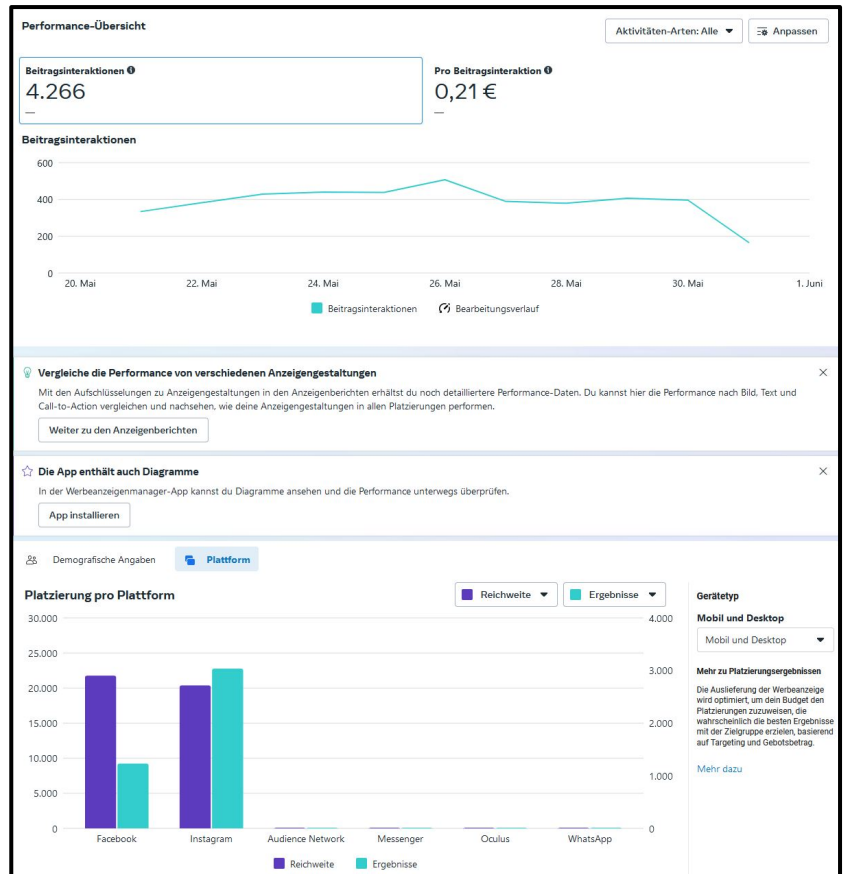 Performance-Übersicht
Aktivitäten-Arten: Alle
Anpassen
Beitragsinteraktionen
4.266
—
Pro Beitragsinteraktion
0,21 €
—
Beitragsinteraktionen
600
400
200
0
20. Mai 22. Mai 24. Mai 26. Mai 28. Mai 30. Mai 1. Juni
Beitragsinteraktionen Bearbeitungsverlauf
Vergleiche die Performance von verschiedenen Anzeigengestaltungen
Mit den Aufschlüsselungen zu Anzeigengestaltungen in den Anzeigenberichten erhältst du noch detailliertere Performance-Daten. Du kannst hier die Performance nach Bild, Text und
Call-to-Action vergleichen und nachsehen, wie deine Anzeigengestaltungen in allen Platzierungen performen.
Weiter zu den Anzeigenberichten
Die App enthält auch Diagramme
In der Werbeanzeigenmanager-App kannst du Diagramme ansehen und die Performance unterwegs überprüfen.
App installieren
Demografische Angaben Plattform
Platzierung pro Plattform
Reichweite Ergebnisse
30.000
25.000
20.000
15.000
10.000
5.000
0
4.000
3.000
2.000
1.000
0
Facebook Instagram Audience Network Messenger Oculus WhatsApp
Reichweite Ergebnisse
Gerätetyp
Mobil und Desktop
Mobil und Desktop
Mehr zu Platzierungsergebnissen
Die Auslieferung der Werbeanzeige
wird optimiert, um dein Budget den
Platzierungen zuzuweisen, die
wahrscheinlich die besten Ergebnisse
mit der Zielgruppe erzielen, basierend
auf Targeting und Gebotsbetrag.
Mehr dazu